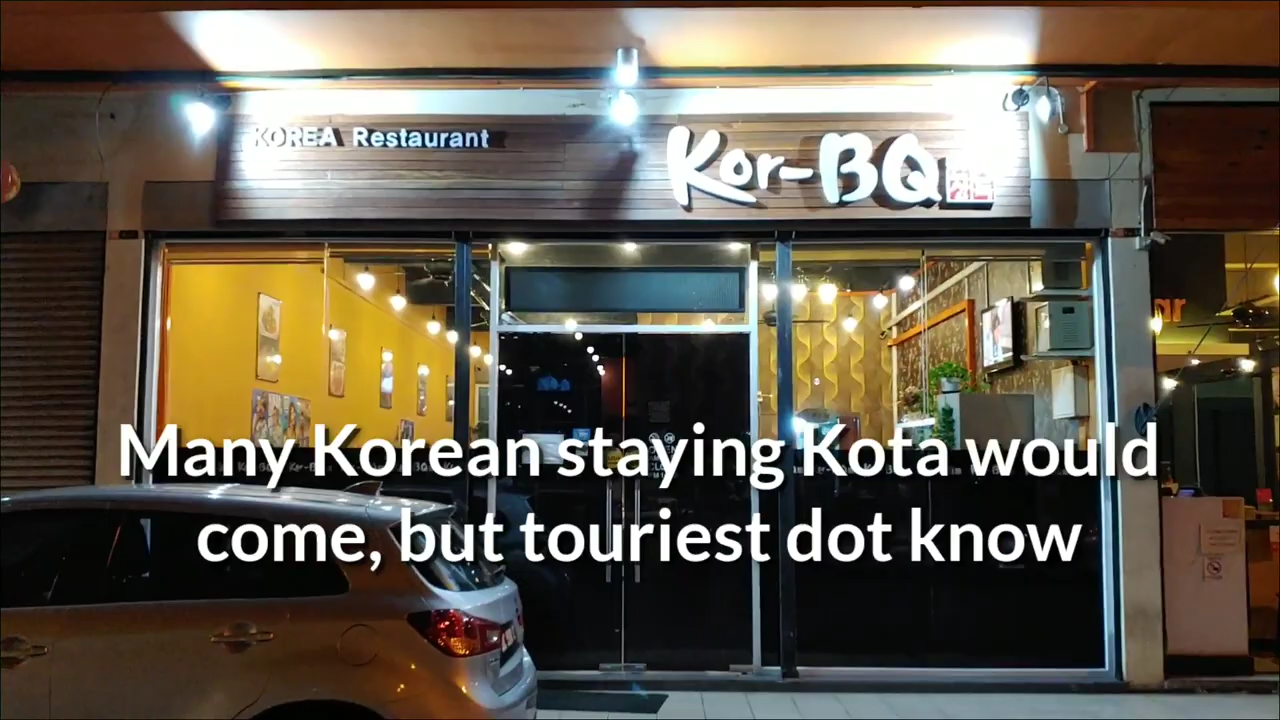 KOREA Restaurant
Kor-BQ
Many Korean staying Kota would
come, but touriest dot know